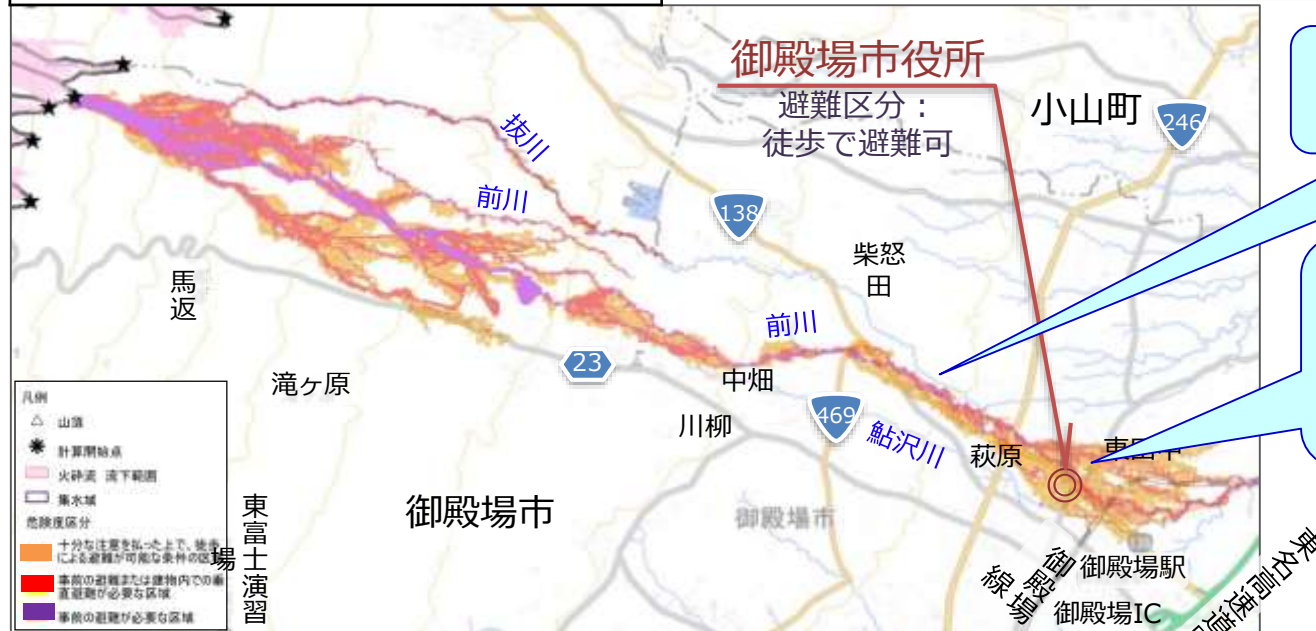 御殿場市役所
避難区分：
徒歩で避難可
小山町
246
抜川
前川
138
柴怒
田
馬
返
前川
23
中畑
滝ヶ原
469
川柳
鮎沢川
萩原
東田中
凡例
山頂
計算開始点
火砕流 流下範囲
集水域
危険度区分
十分な注意を払った上で、徒歩
による避難が可能な条件の区
事前の避難または建物内での垂
直避難が必要な区域
事前の避難が必要な区域
東富士演習
場
御殿場市
御殿場市
御殿場
線
御殿場駅
御殿場IC
東名高速道